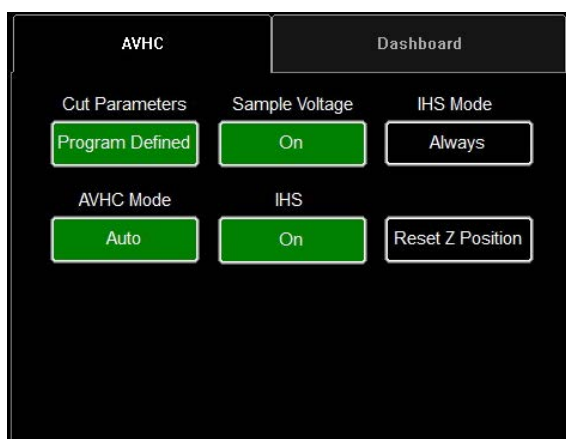 AVHC
Dashboard
Cut Parameters
Sample Voltage
IHS Mode
Program Defined
On
Always
AVHC Mode
IHS
Auto
On
Reset Z Position